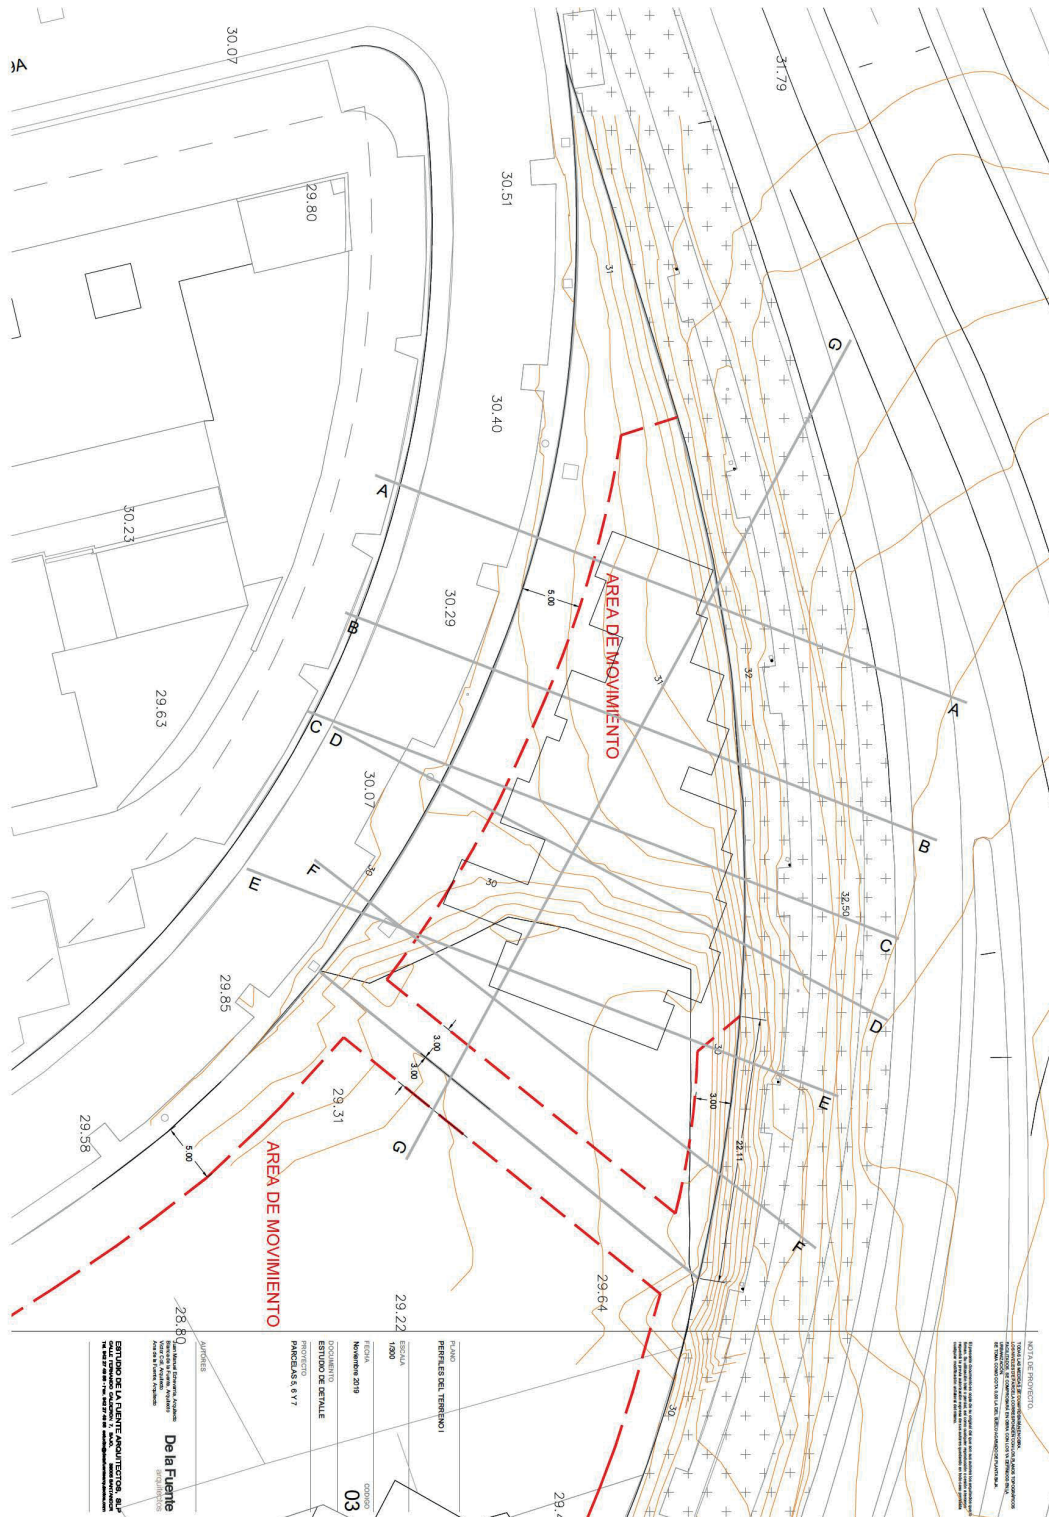 30.07
31.79
30.51
29.80
31
G
30.40
A
30.23
AREA DE MOVIMIENTO
5.00
30.29
B
32
31
29.63
A
C
D
30.07
B
30
30
32.50
E
F
C
29.85
D
3.00
3.00
30
3.00
E
29.31
29.58
22.11
G
5.00
AREA DE MOVIMIENTO
F
29.64
29.22
28.80
30
NOTA DE PROYECTO:
PLANO
PERFILES DEL TERRENO I
ESCALA
1/300
FECHA
Noviembre 2019
CODIGO
03
DOCUMENTO
ESTUDIO DE DETALLE
PROYECTO
PARCELAS 5, 6 Y 7
AUTORES
De la Fuente
arquitectos
ESTUDIO DE LA FUENTE ARQUITECTOS, SLP